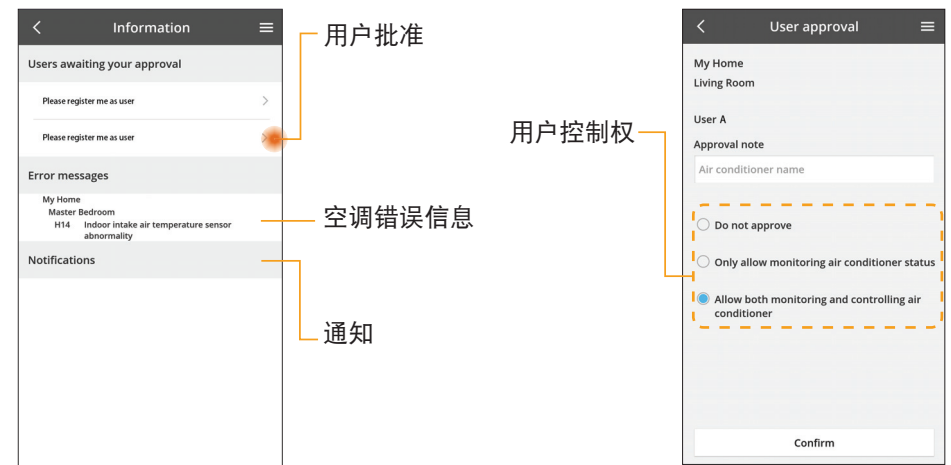 Information
Users awaiting your approval
Please register me as user
Please register me as user
Error messages
My Home
Master Bedroom
H14 Indoor intake air temperature sensor
abnormality
Notifications
用户批准
空调错误信息
通知
用户控制权
User approval
My Home
Living Room
User A
Approval note
Air conditioner name
Do not approve
Only allow monitoring air conditioner status
Allow both monitoring and controlling air
conditioner
Confirm